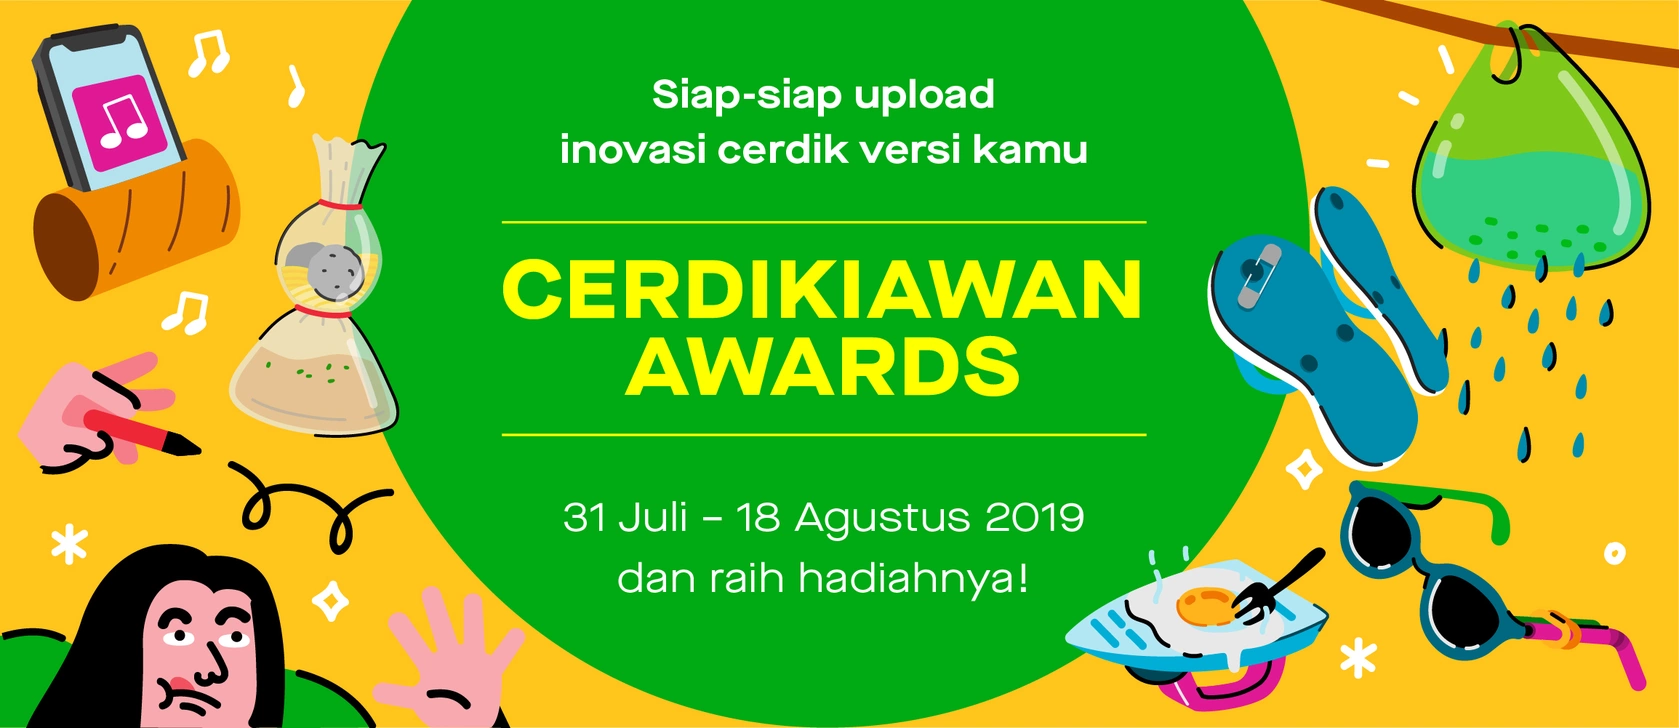 Siap-siap upload
inovasi cerdik versi kamu
CERDIKIAWAN
AWARDS
31 Juli – 18 Agustus 2019
dan raih hadiahnya!